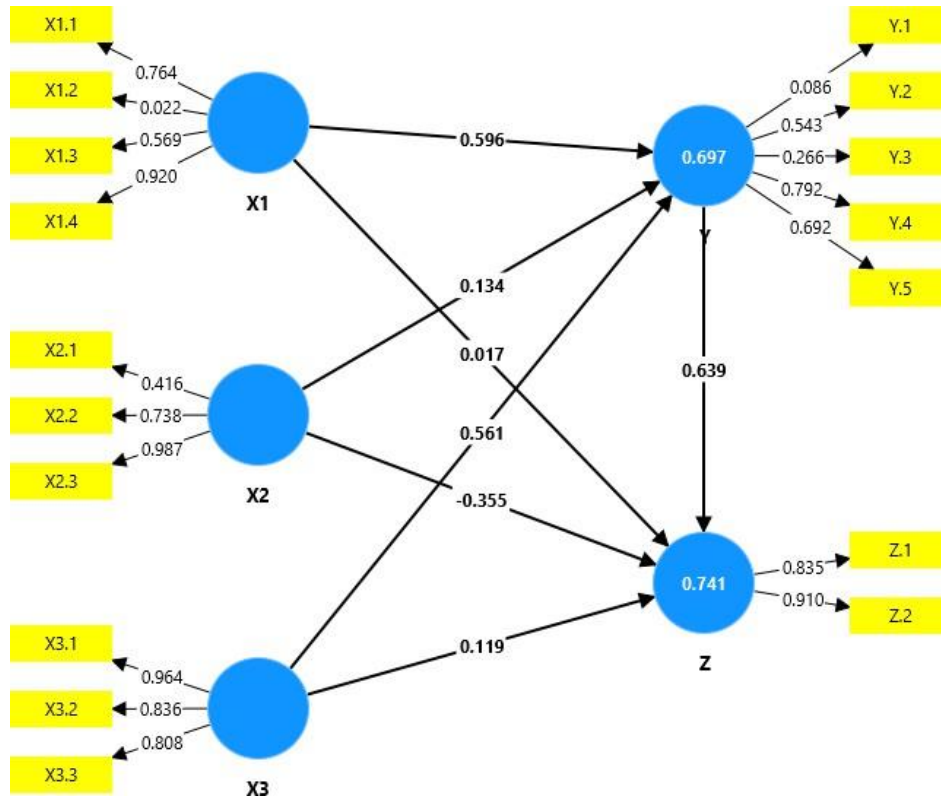 X1.1
X1.2
X1.3
X1.4
0.764
0.022
0.569
0.920
X1
X2.1
X2.2
X2.3
0.416
0.738
0.987
X2
X3.1
X3.2
X3.3
0.964
0.836
0.808
X3
0.596
0.134
0.017
0.561
-0.355
0.119
0.697
Y
0.639
0.741
Z
0.086
0.543
0.266
0.792
0.692
Y.1
Y.2
Y.3
Y.4
Y.5
0.835
0.910
Z.1
Z.2